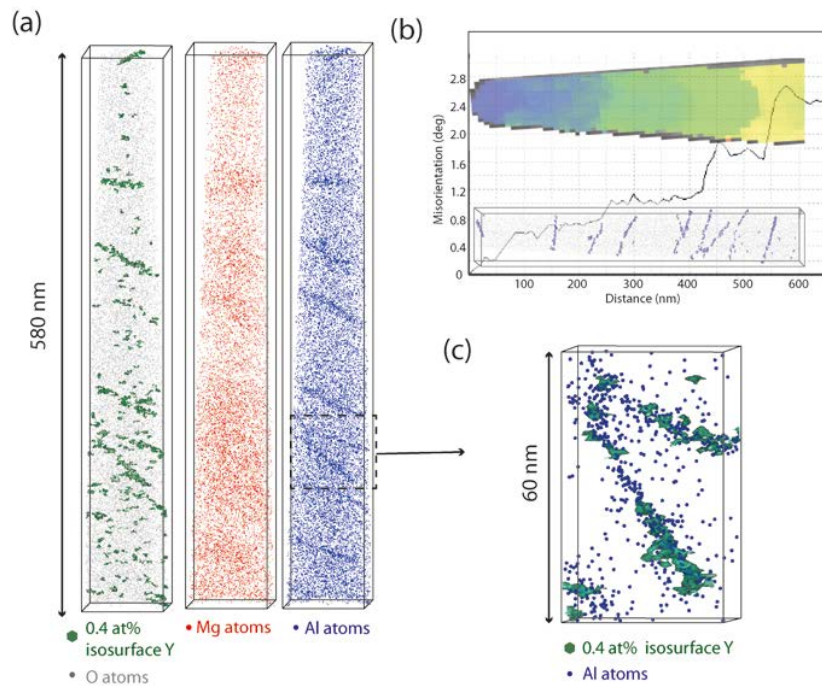 (a)
580 nm
0.4 at%
isosurface Y
O atoms
Mg atoms
Al atoms
(b)
Misorientation (deg)
2.8
2.4
2.0
1.6
1.2
0.8
0.4
0
100
200
300
400
500
600
Distance (nm)
(c)
60 nm
0.4 at% isosurface Y
Al atoms